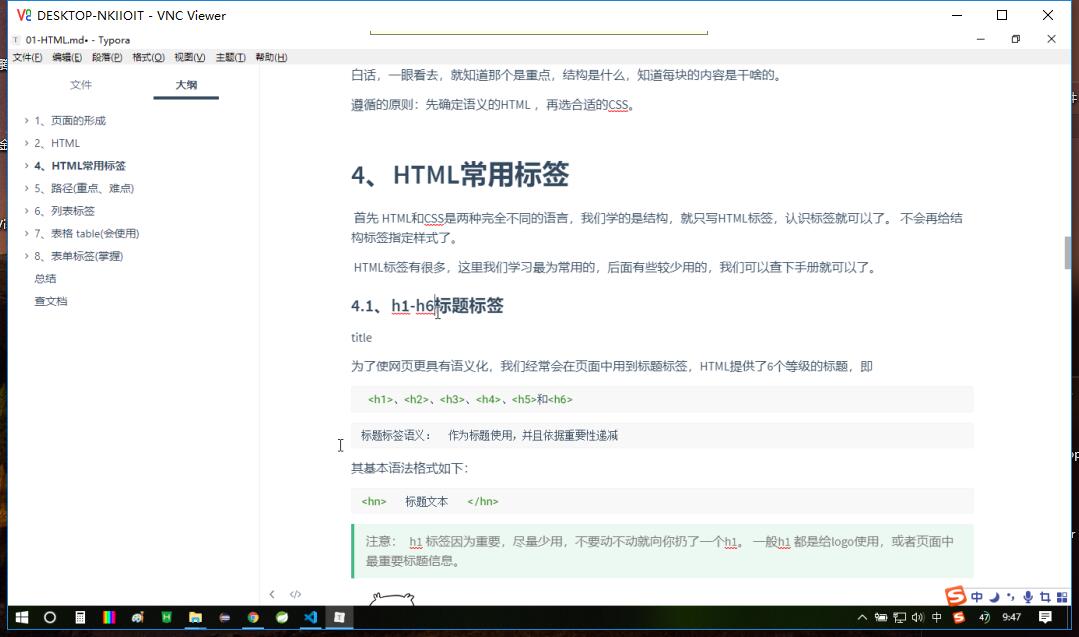 DESKTOP-NKIIOIT - VNC Viewer
01-HTML.md• - Typora
文件(F) 编辑(E) 段落(P) 格式(O) 视图(V) 主题(T) 帮助(H)
文件 大纲
1、页面的形成
2、HTML
4、HTML常用标签
5、路径(重点、难点)
6、列表标签
7、表格 table(会使用)
8、表单标签(掌握)
总结
查文档
白话，一眼看去，就知道那个是重点，结构是什么，知道每块的内容是干啥的。
遵循的原则：先确定语义的HTML ，再选合适的CSS。
4、HTML常用标签
首先 HTML和CSS是两种完全不同的语言，我们学的是结构，就只写HTML标签，认识标签就可以了。 不会再给结
构标签指定样式了。
HTML标签有很多，这里我们学习最为常用的，后面有些较少用的，我们可以查下手册就可以了。
4.1、h1-h6标题标签
title
为了使网页更具有语义化，我们经常会在页面中用到标题标签，HTML提供了6个等级的标题，即
<h1>、<h2>、<h3>、<h4>、<h5>和<h6>
标题标签语义： 作为标题使用，并且依据重要性递减
其基本语法格式如下：
<hn> 标题文本 </hn>
注意： h1 标签因为重要，尽量少用，不要动不动就向你扔了一个h1。 一般h1 都是给logo使用，或者页面中
最重要标题信息。
中
中 47 9:47